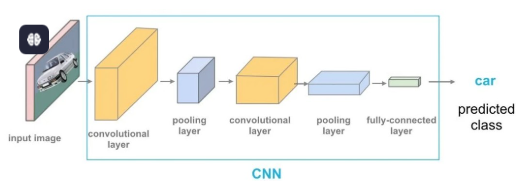 input image
convolutional
layer
pooling
layer
convolutional
layer
pooling
layer
fully-connected
layer
car
predicted
class
CNN